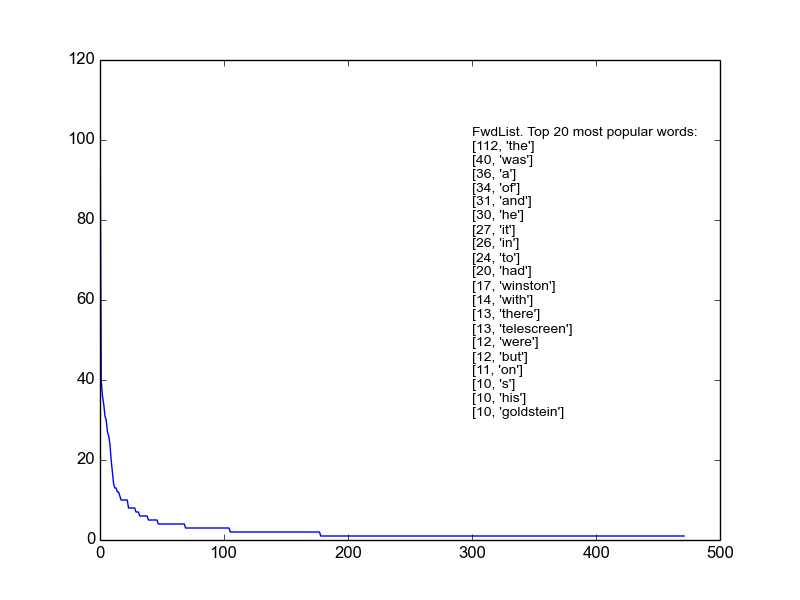 120
100
80
60
40
20
0
FwdList. Top 20 most popular words:
[112, 'the']
[40, 'was']
[36, 'a']
[34, 'of']
[31, 'and']
[30, 'he']
[27, 'it']
[26, 'in']
[24, 'to']
[20, 'had']
[17, 'winston']
[14, 'with']
[13, 'there']
[13, 'telescreen']
[12, 'were']
[12, 'but']
[11, 'on']
[10, 's']
[10, 'his']
[10, 'goldstein']
0 100 200 300 400 500